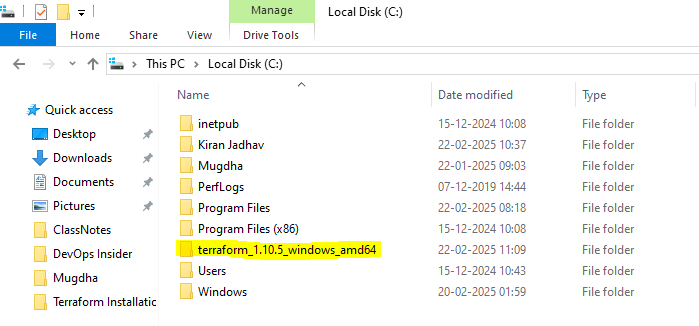 Manage Local Disk (C:)
File Home Share View Drive Tools
This PC Local Disk (C:)
Name Date modified Type
Quick access
Desktop
Downloads
Documents
Pictures
ClassNotes
DevOps Insider
Mugdha
Terraform Installatic
inetpub 15-12-2024 10:08 File folder
Kiran Jadhav 22-02-2025 10:37 File folder
Mugdha 22-01-2025 09:03 File folder
PerfLogs 07-12-2019 14:44 File folder
Program Files 22-02-2025 08:18 File folder
Program Files (x86) 15-12-2024 10:08 File folder
terraform_1.10.5_windows_amd64 22-02-2025 11:09 File folder
Users 15-12-2024 10:43 File folder
Windows 20-02-2025 01:59 File folder